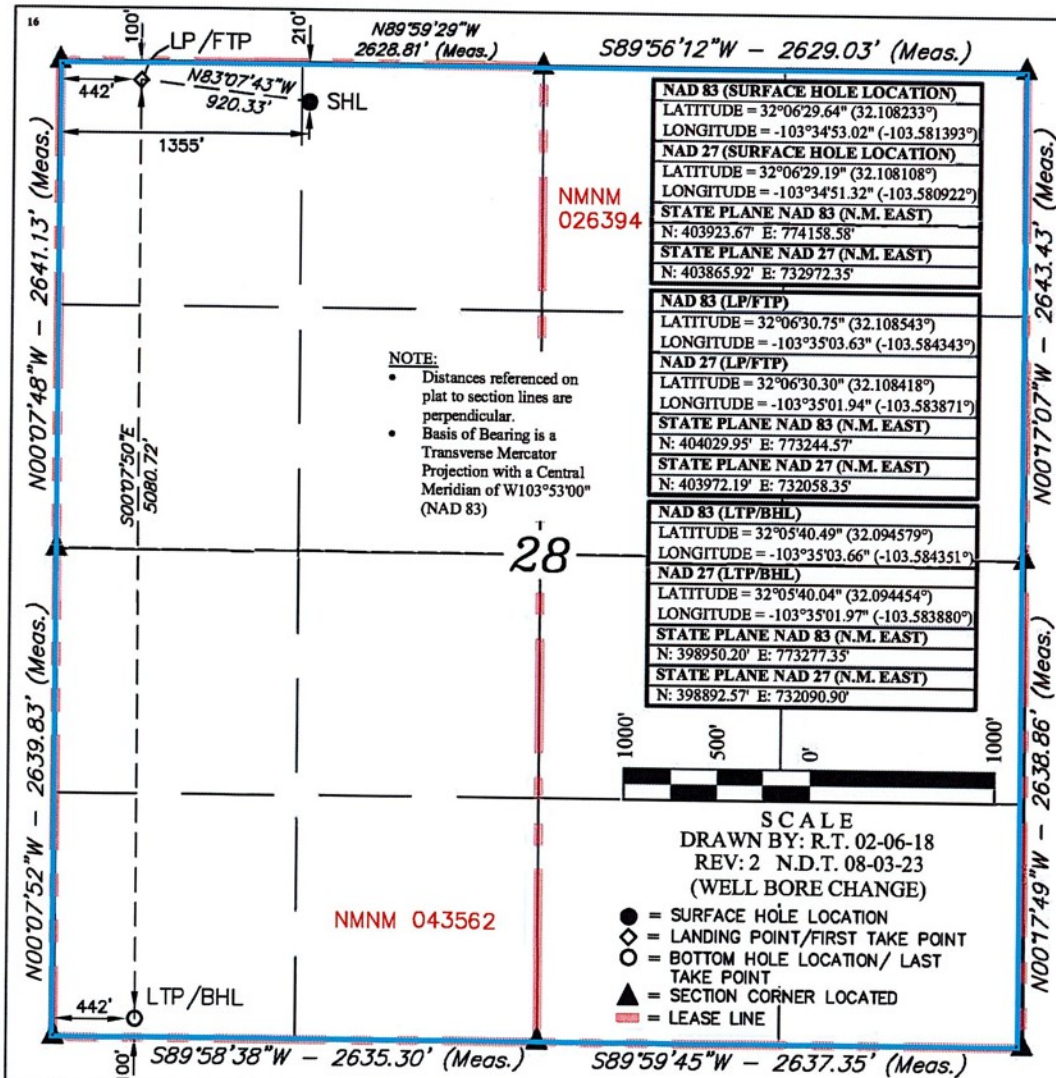 16
100'
LP/FTP
210'
N89°59'29"W
2628.81' (Meas.)
S89°56'12"W - 2629.03' (Meas.)
442'
N83°07'43"W
920.33'
SHL
1355'
N00°07'48"W - 2641.13' (Meas.)
S00°07'50"E
5080.72'
N00°07'52"W - 2639.83' (Meas.)
NMNM
026394
NAD 83 (SURFACE HOLE LOCATION)
LATITUDE = 32°06'29.64" (32.108233°)
LONGITUDE = -103°34'53.02" (-103.581393°)
NAD 27 (SURFACE HOLE LOCATION)
LATITUDE = 32°06'29.19" (32.108108°)
LONGITUDE = -103°34'51.32" (-103.580922°)
STATE PLANE NAD 83 (N.M. EAST)
N: 403923.67' E: 774158.58'
STATE PLANE NAD 27 (N.M. EAST)
N: 403865.92' E: 732972.35'
NAD 83 (LP/FTP)
LATITUDE = 32°06'30.75" (32.108543°)
LONGITUDE = -103°35'03.63" (-103.584343°)
NAD 27 (LP/FTP)
LATITUDE = 32°06'30.30" (32.108418°)
LONGITUDE = -103°35'01.94" (-103.583871°)
STATE PLANE NAD 83 (N.M. EAST)
N: 404029.95' E: 773244.57'
STATE PLANE NAD 27 (N.M. EAST)
N: 403972.19' E: 732058.35'
NAD 83 (LTP/BHL)
LATITUDE = 32°05'40.49" (32.094579°)
LONGITUDE = -103°35'03.66" (-103.584351°)
NAD 27 (LTP/BHL)
LATITUDE = 32°05'40.04" (32.094454°)
LONGITUDE = -103°35'01.97" (-103.583880°)
STATE PLANE NAD 83 (N.M. EAST)
N: 398950.20' E: 773277.35'
STATE PLANE NAD 27 (N.M. EAST)
N: 398892.57' E: 732090.90'
N00°17'07"W - 2643.43' (Meas.)
N00°17'49"W - 2638.86' (Meas.)
NOTE:
• Distances referenced on
plat to section lines are
perpendicular.
• Basis of Bearing is a
Transverse Mercator
Projection with a Central
Meridian of W103°53'00"
(NAD 83)
28
1000'
500'
0'
1000'
SCALE
DRAWN BY: R.T. 02-06-18
REV: 2 N.D.T. 08-03-23
(WELL BORE CHANGE)
= SURFACE HOLE LOCATION
= LANDING POINT/FIRST TAKE POINT
= BOTTOM HOLE LOCATION/ LAST
TAKE POINT
= SECTION CORNER LOCATED
= LEASE LINE
NMNM 043562
442'
LTP/BHL
S89°58'38"W - 2635.30' (Meas.)
S89°59'45"W - 2637.35' (Meas.)